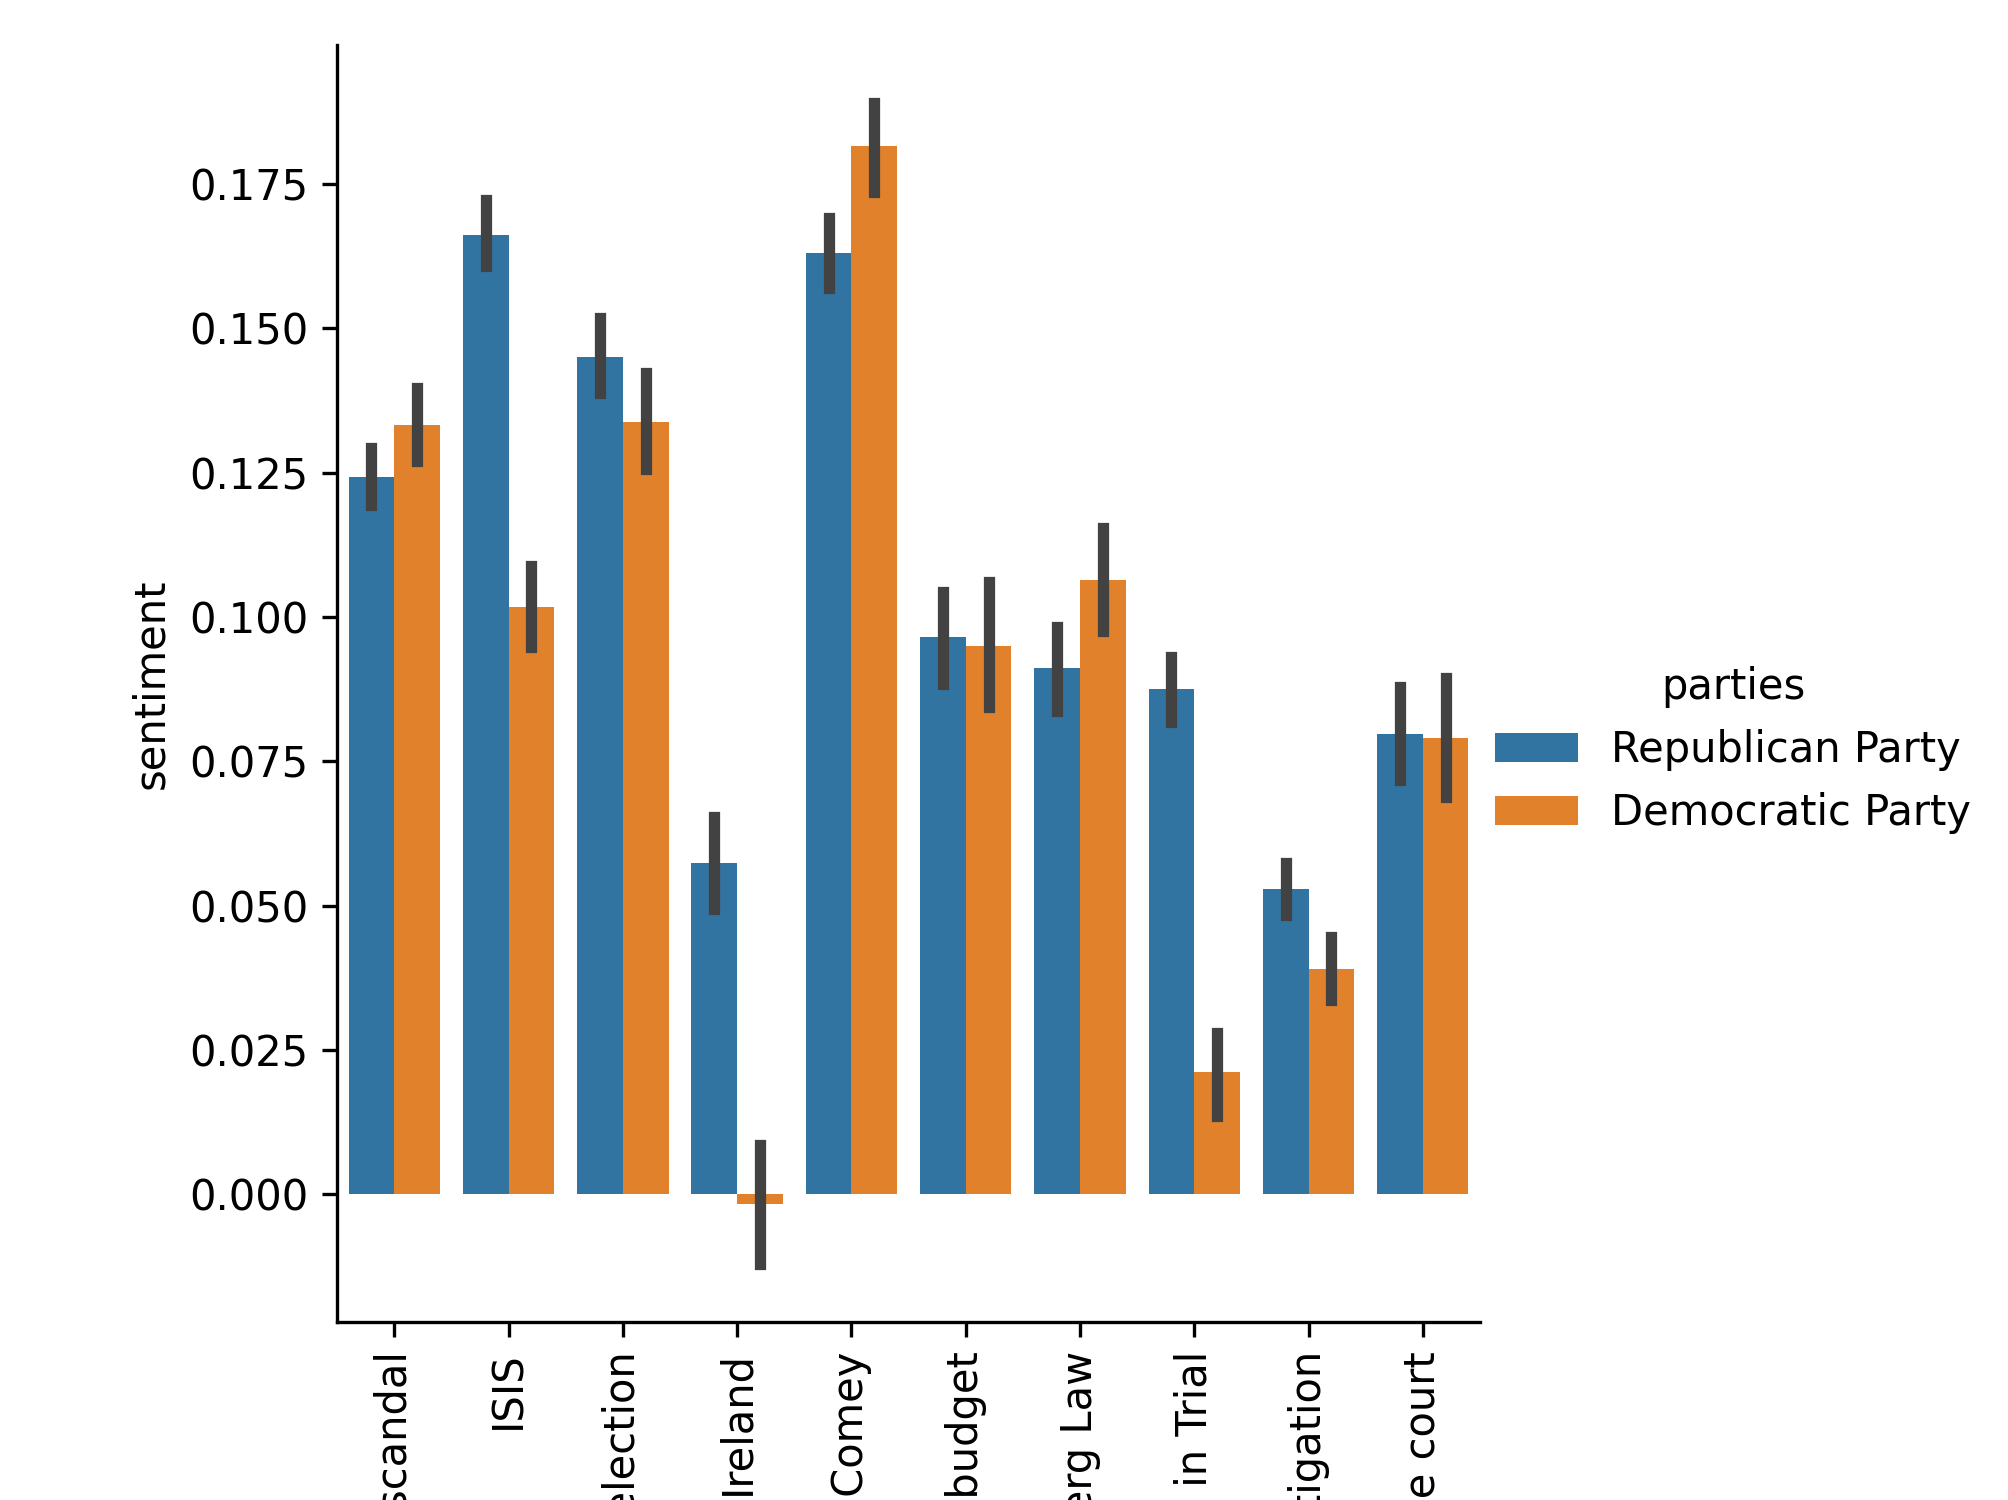 0.175
0.150
0.125
0.100
0.075
0.050
0.025
0.000
sentiment
parties
Republican Party
Democratic Party
scandal
ISIS
election
Ireland
Comey
budget
erg Law
in Trial
tigation
e court